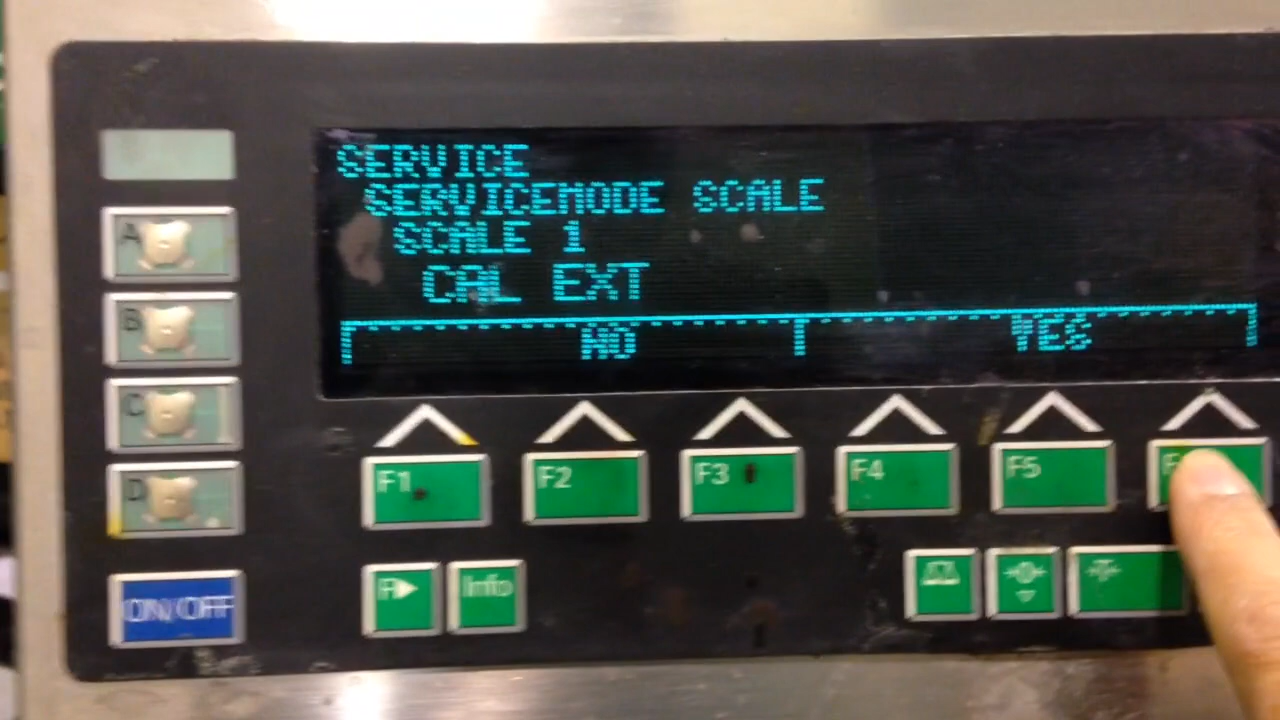 SERVICE
SERVICEMODE SCALE
SCALE 1
CAL EXT
NO YES
A
B
C
D
F1 F2 F3 F4 F5
ON/OFF
F Info
T